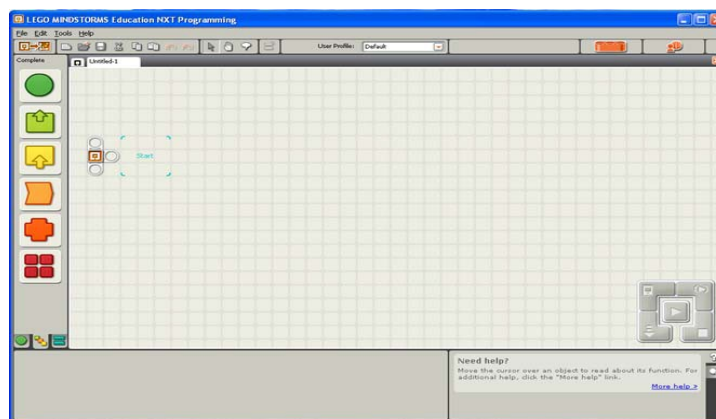 LEGO MINDSTORMS Education NXT Programming
File Edit Tools Help
User Profile: Default
Complete
Untitled-1
Start
Need help?
Move the cursor over an object to read about its function. For
additional help, click the "More help" link.
More help >